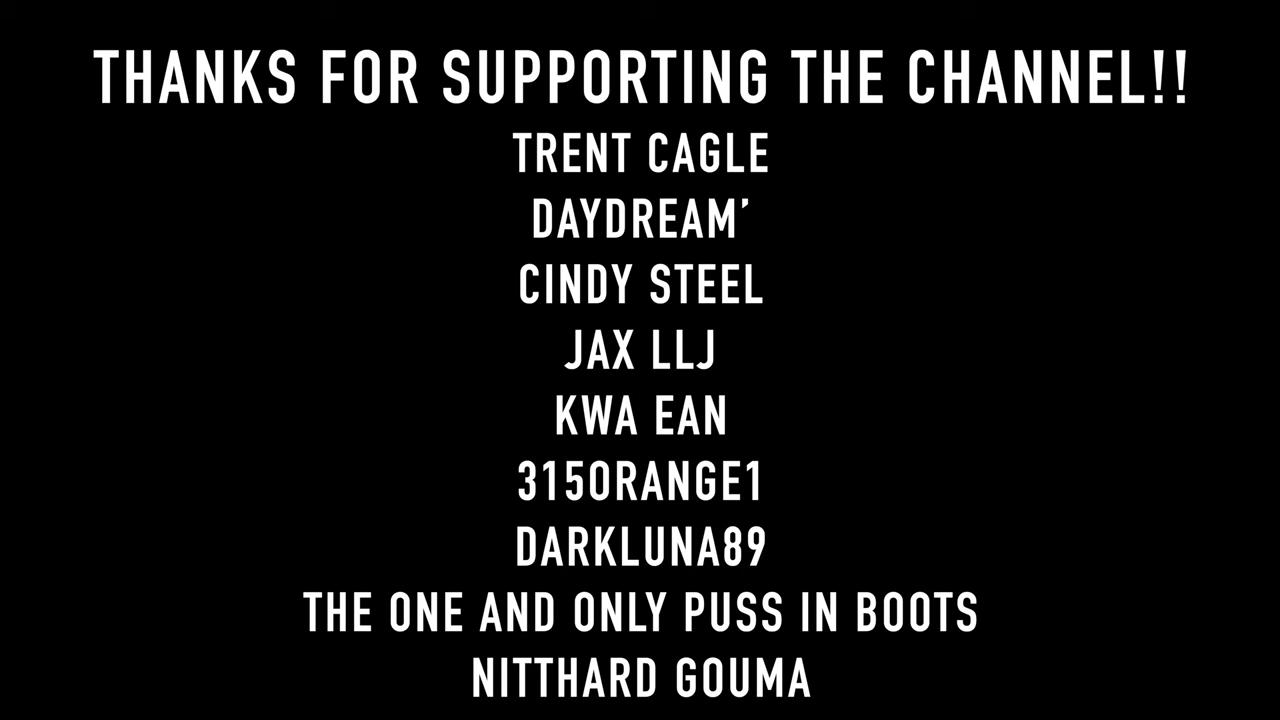 THANKS FOR SUPPORTING THE CHANNEL!!
TRENT CAGLE
DAYDREAM’
CINDY STEEL
JAX LLJ
KWA EAN
315ORANGE1
DARKLUNA89
THE ONE AND ONLY PUSS IN BOOTS
NITTHARD GOUMA